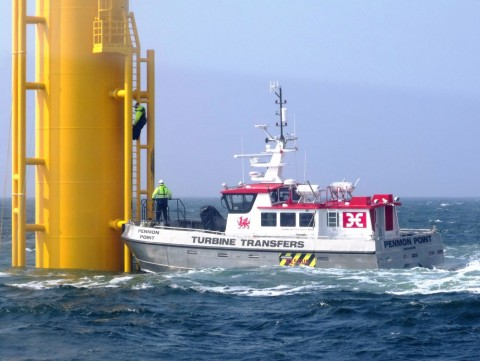 PENMON
POINT
TURBINE TRANSFERS
PENMON POINT